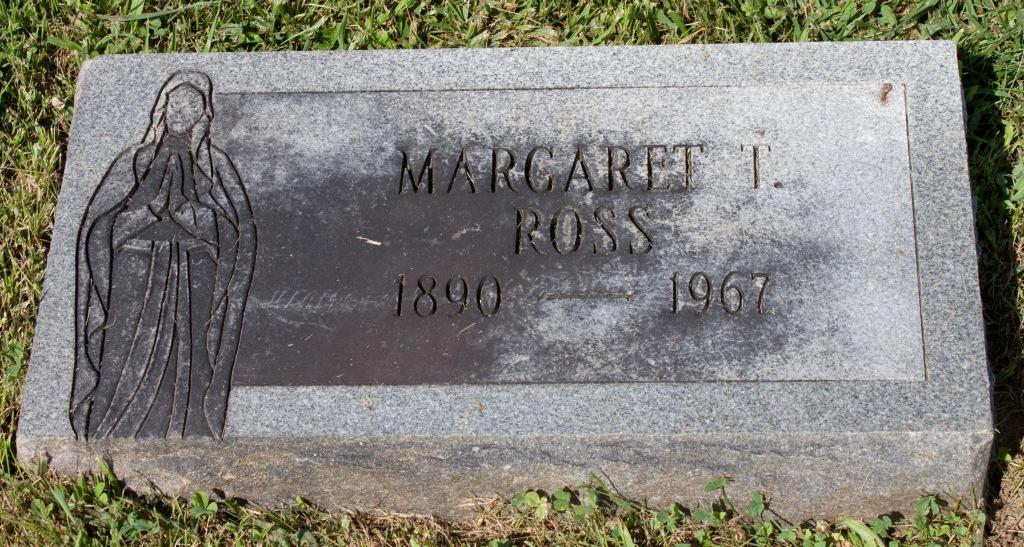 MARGARET T.
ROSS
1890 — 1967